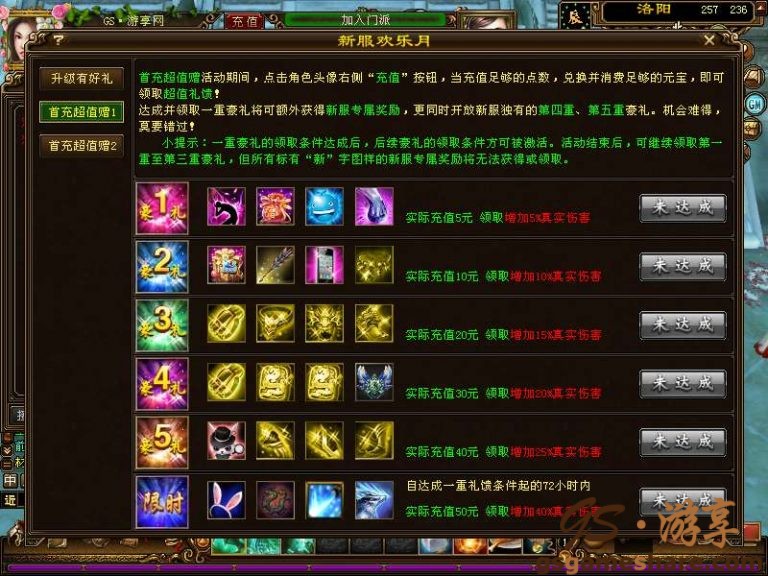 GS·游享网
充值
加入门派
辰
洛阳
257 236
?
新服欢乐月
升级有好礼
首充超值赠1
首充超值赠2
首充超值赠活动期间，点击角色头像右侧“充值”按钮，当充值足够的点数，兑换并消费足够的元宝，即可
领取超值礼赠！
达成并领取一重豪礼将可额外获得新服专属奖励，更同时开放新服独有的第四重、第五重豪礼。机会难得，
莫要错过！
小提示：一重豪礼的领取条件达成后，后续豪礼的领取条件方可被激活。活动结束后，可继续领取第一
重至第三重豪礼，但所有标有“新”字图样的新服专属奖励将无法获得或领取。
豪1礼
实际充值5元 领取增加5%真实伤害
未达成
豪2礼
实际充值10元 领取增加10%真实伤害
未达成
豪3礼
实际充值20元 领取增加15%真实伤害
未达成
豪4礼
实际充值30元 领取增加20%真实伤害
未达成
豪5礼
实际充值40元 领取增加25%真实伤害
未达成
限时
自达成一重礼馈条件起的72小时内
实际充值50元 领取增加40%真实伤害
未达成
GM
近
GS·游享